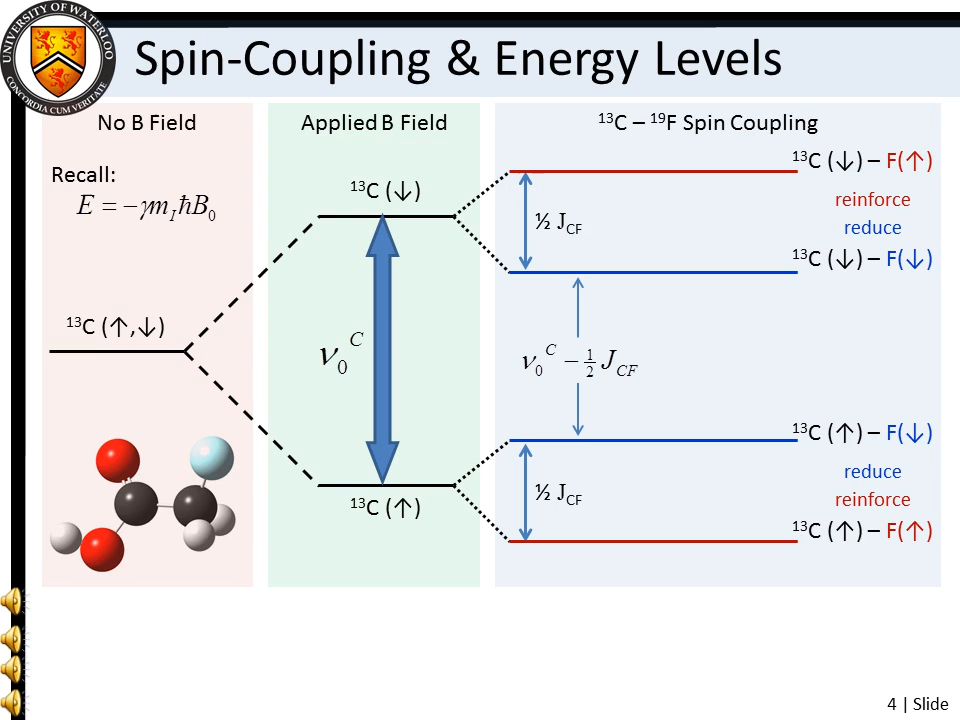 UNIVERSITY OF WATERLOO
CONCORDIA CUM VERITATE
Spin-Coupling & Energy Levels
No B Field
Applied B Field
¹³C – ¹⁹F Spin Coupling
Recall:
E = −γm_IħB₀
¹³C (↑,↓)
¹³C (↓)
ν₀^C
¹³C (↑)
¹³C (↓) – F(↑)
½ J_CF
reinforce
reduce
¹³C (↓) – F(↓)
ν₀^C − ½ J_CF
¹³C (↑) – F(↓)
½ J_CF
reduce
reinforce
¹³C (↑) – F(↑)
4 | Slide